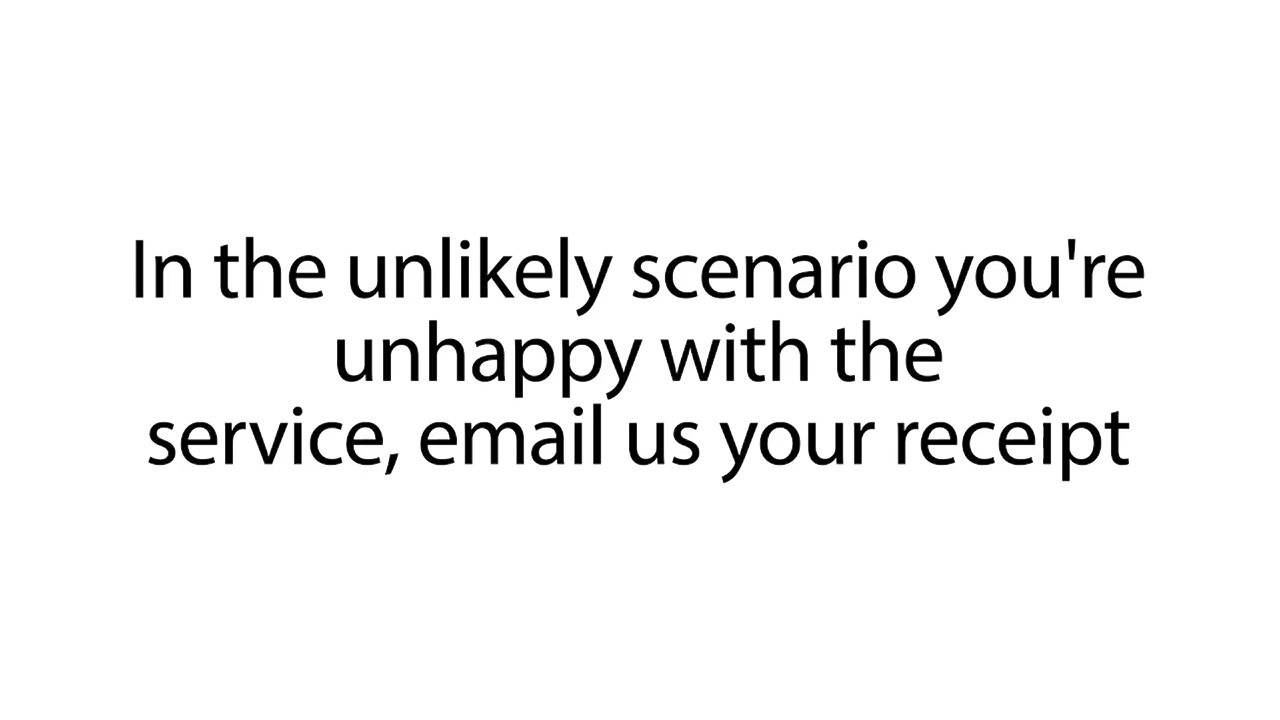 In the unlikely scenario you're
unhappy with the
service, email us your receipt